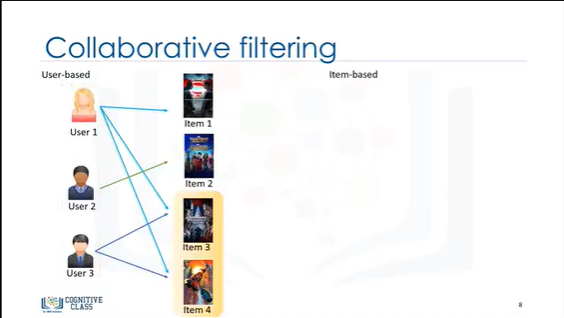 Collaborative filtering
User-based
Item-based
User 1
Item 1
User 2
Item 2
User 3
Item 3
Item 4
COGNITIVE
CLASS
8